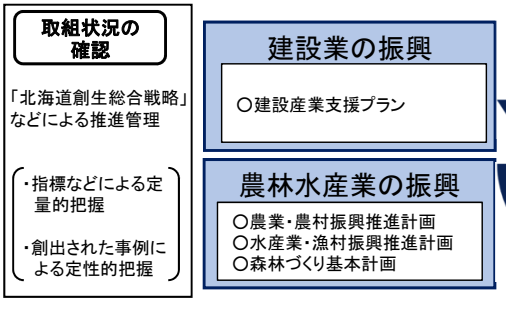 取組状況の
確認
「北海道創生総合戦略」
などによる推進管理
・指標などによる定
量的把握
・創出された事例に
よる定性的把握
建設業の振興
〇建設産業支援プラン
農林水産業の振興
〇農業・農村振興推進計画
〇水産業・漁村振興推進計画
〇森林づくり基本計画